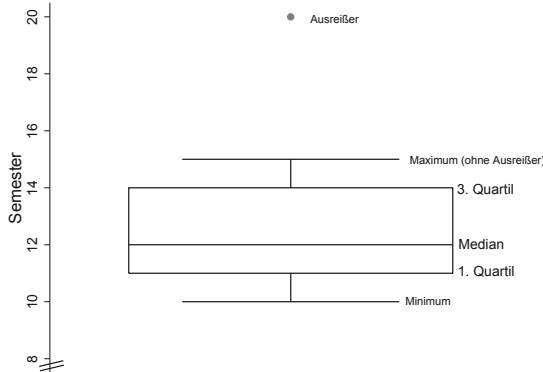 20
Ausreißer
18
16
Maximum (ohne Ausreißer)
Semester
14
3. Quartil
12
Median
1. Quartil
10
Minimum
8